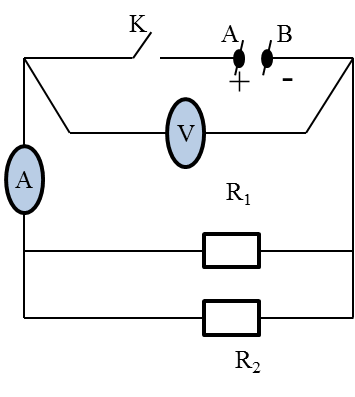 K
A B
+ -
V
A
R₁
R₂